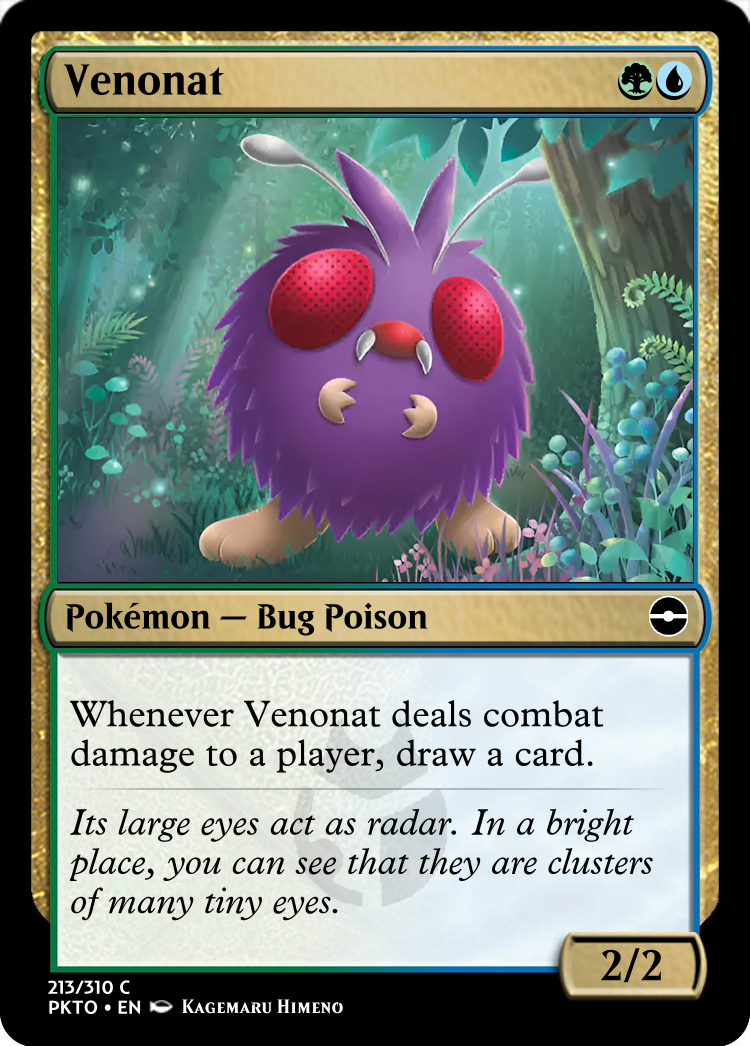 Venonat
Pokémon — Bug Poison
Whenever Venonat deals combat
damage to a player, draw a card.
Its large eyes act as radar. In a bright
place, you can see that they are clusters
of many tiny eyes.
2/2
213/310 C
PKTO • EN Kagemaru Himeno